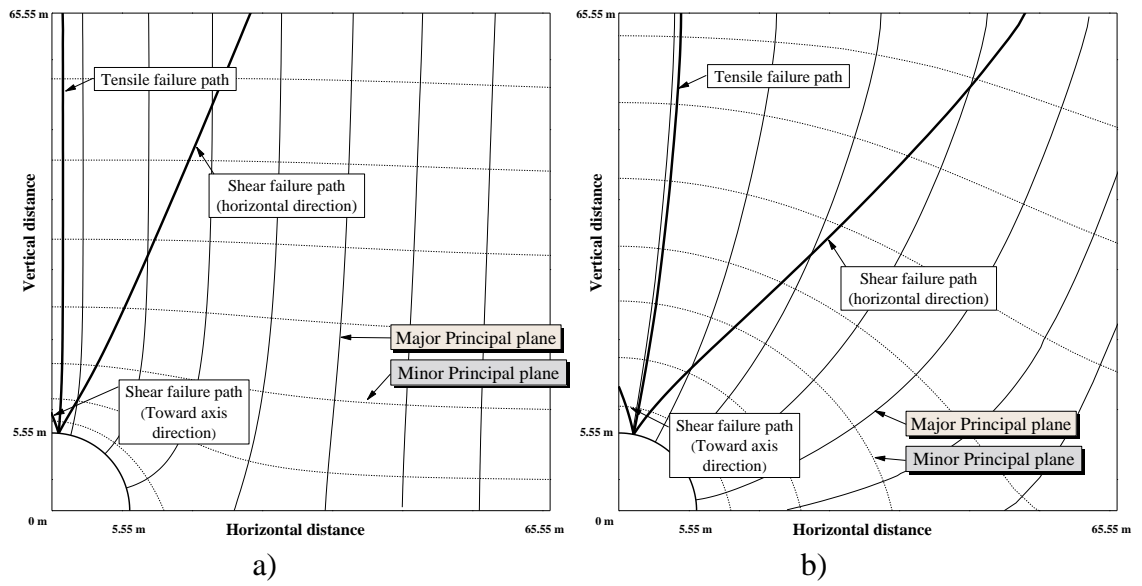 65.55 m
Tensile failure path
Shear failure path
(horizontal direction)
Vertical distance
Major Principal plane
Minor Principal plane
Shear failure path
(Toward axis
direction)
5.55 m
0 m
5.55 m
Horizontal distance
65.55 m
a)
65.55 m
Tensile failure path
Vertical distance
Shear failure path
(horizontal direction)
5.55 m
Shear failure path
(Toward axis
direction)
Major Principal plane
Minor Principal plane
0 m
5.55 m
Horizontal distance
65.55 m
b)